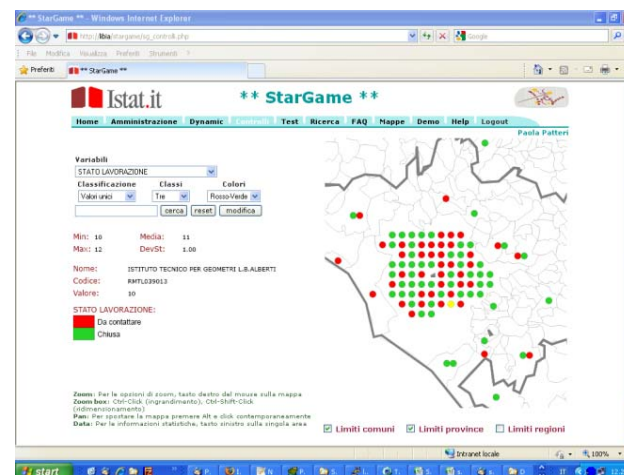 ** StarGame ** - Windows Internet Explorer
http://libia/stargame/sg_controlli.php
Google
File Modifica Visualizza Preferiti Strumenti ?
Preferiti ** StarGame **
Istat.it
** StarGame **
Home Amministrazione Dynamic Controlli Test Ricerca FAQ Mappe Demo Help Logout
Paola Patteri
Variabili
STATO LAVORAZIONE
Classificazione Classi Colori
Valori unici Tre Rosso-Verde
cerca reset modifica
Min: 10 Media: 11
Max: 12 DevSt: 1.00
Nome: ISTITUTO TECNICO PER GEOMETRI L.B.ALBERTI
Codice: RMTL039013
Valore: 10
STATO LAVORAZIONE:
Da contattare
Chiusa
Zoom: Per le opzioni di zoom, tasto destro del mouse sulla mappa
Zoom box: Ctrl-Click (ingrandimento), Ctrl-Shift-Click
(ridimensionamento)
Pan: Per spostare la mappa premere Alt e click contemporaneamente
Data: Per le informazioni statistiche, tasto sinistro sulla singola area
Limiti comuni Limiti province Limiti regioni
Intranet locale 100%
start